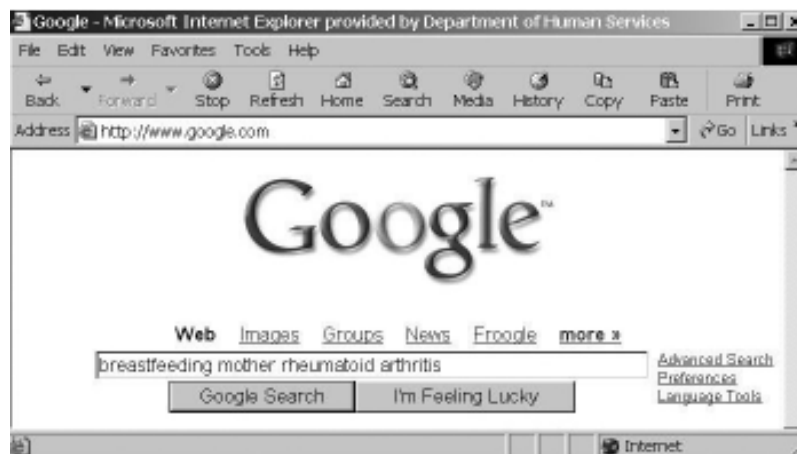 Google - Microsoft Internet Explorer provided by Department of Human Services
File Edit View Favorites Tools Help
Back Forward Stop Refresh Home Search Media History Copy Paste Print
Address http://www.google.com Go Links
Google™
Web Images Groups News Froogle more »
breastfeeding mother rheumatoid arthritis
Advanced Search
Preferences
Language Tools
Google Search I'm Feeling Lucky
Internet